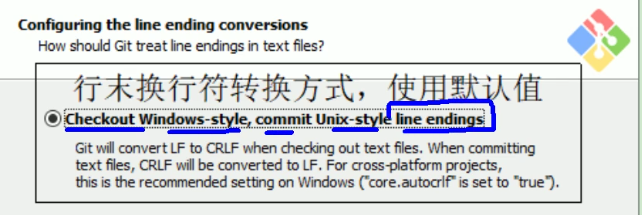 Configuring the line ending conversions
How should Git treat line endings in text files?
行末换行符转换方式，使用默认值
Checkout Windows-style, commit Unix-style line endings
Git will convert LF to CRLF when checking out text files. When committing
text files, CRLF will be converted to LF. For cross-platform projects,
this is the recommended setting on Windows ("core.autocrlf" is set to "true").